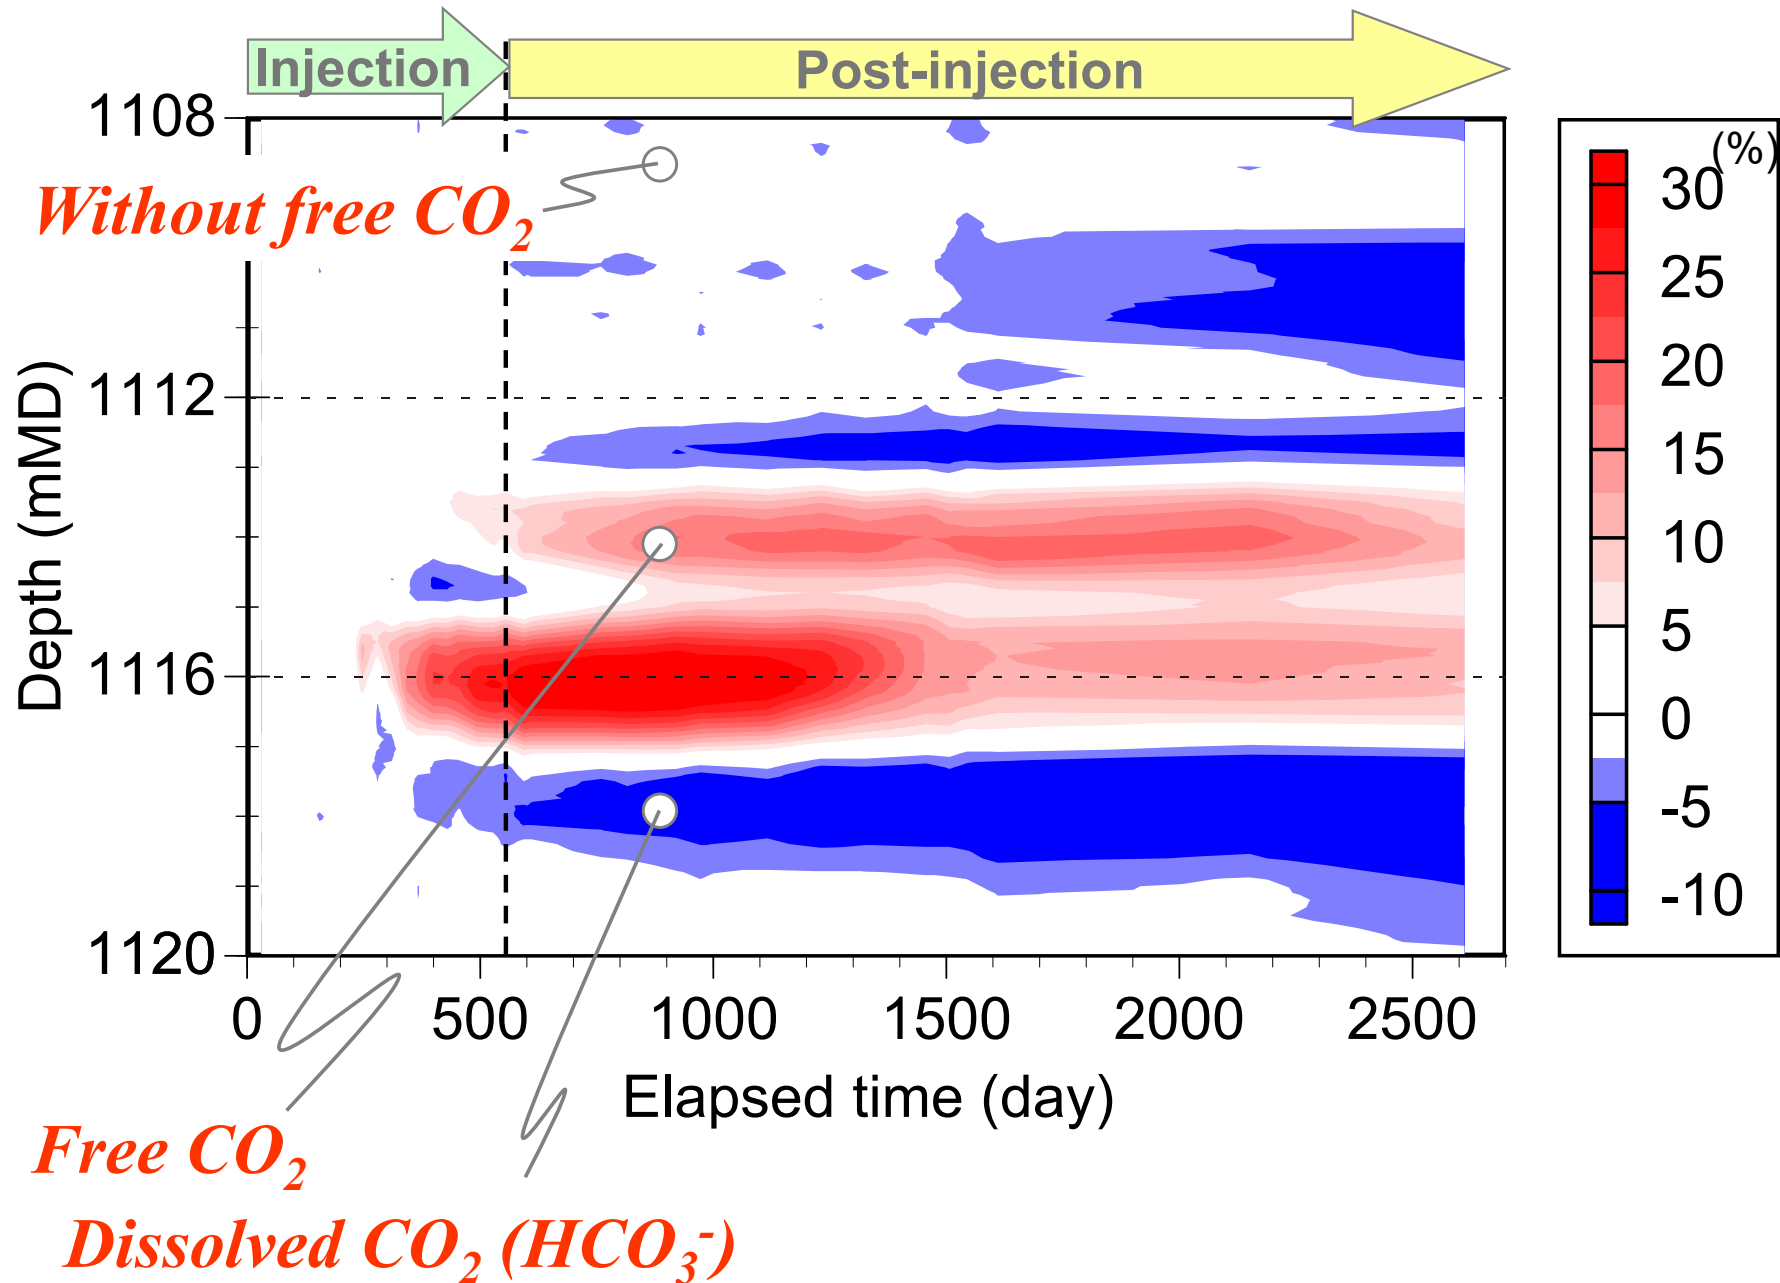 Injection
Post-injection
1108
1112
1116
1120
Depth (mMD)
Without free CO₂
(%)
30
25
20
15
10
5
0
-5
-10
0 500 1000 1500 2000 2500
Elapsed time (day)
Free CO₂
Dissolved CO₂ (HCO₃⁻)